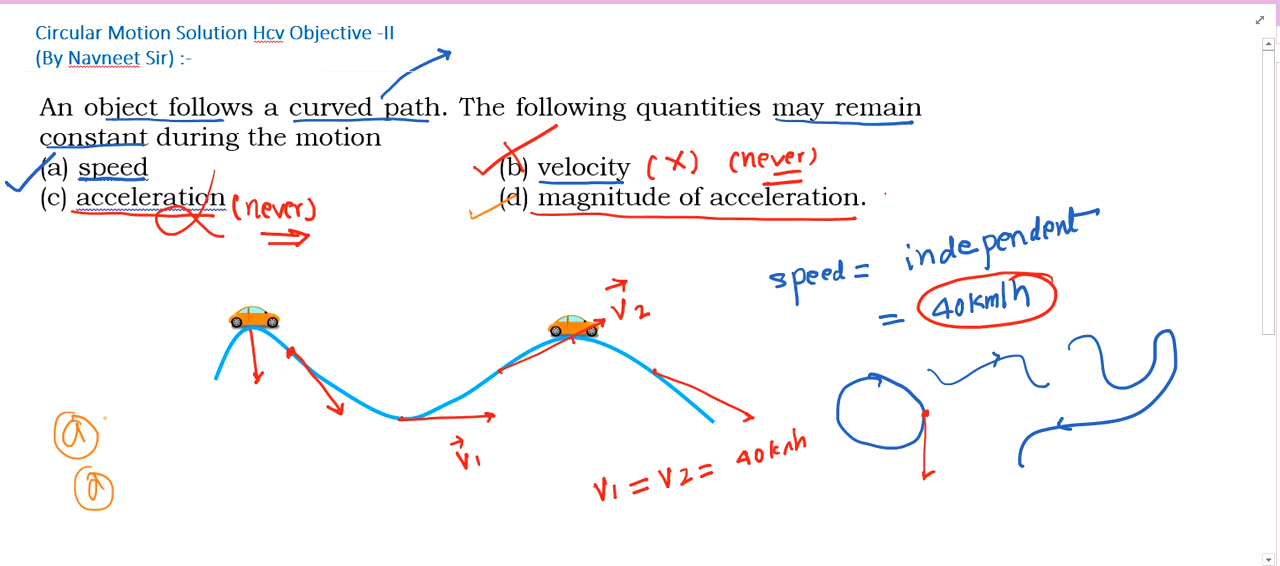 Circular Motion Solution Hcv Objective -II
(By Navneet Sir) :-
An object follows a curved path. The following quantities may remain
constant during the motion
(a) speed (b) velocity (×) (never)
(c) acceleration (never) (d) magnitude of acceleration.
speed = independent
= 40km/h
V2
V1
V1 = V2 = 40kmh
a
a